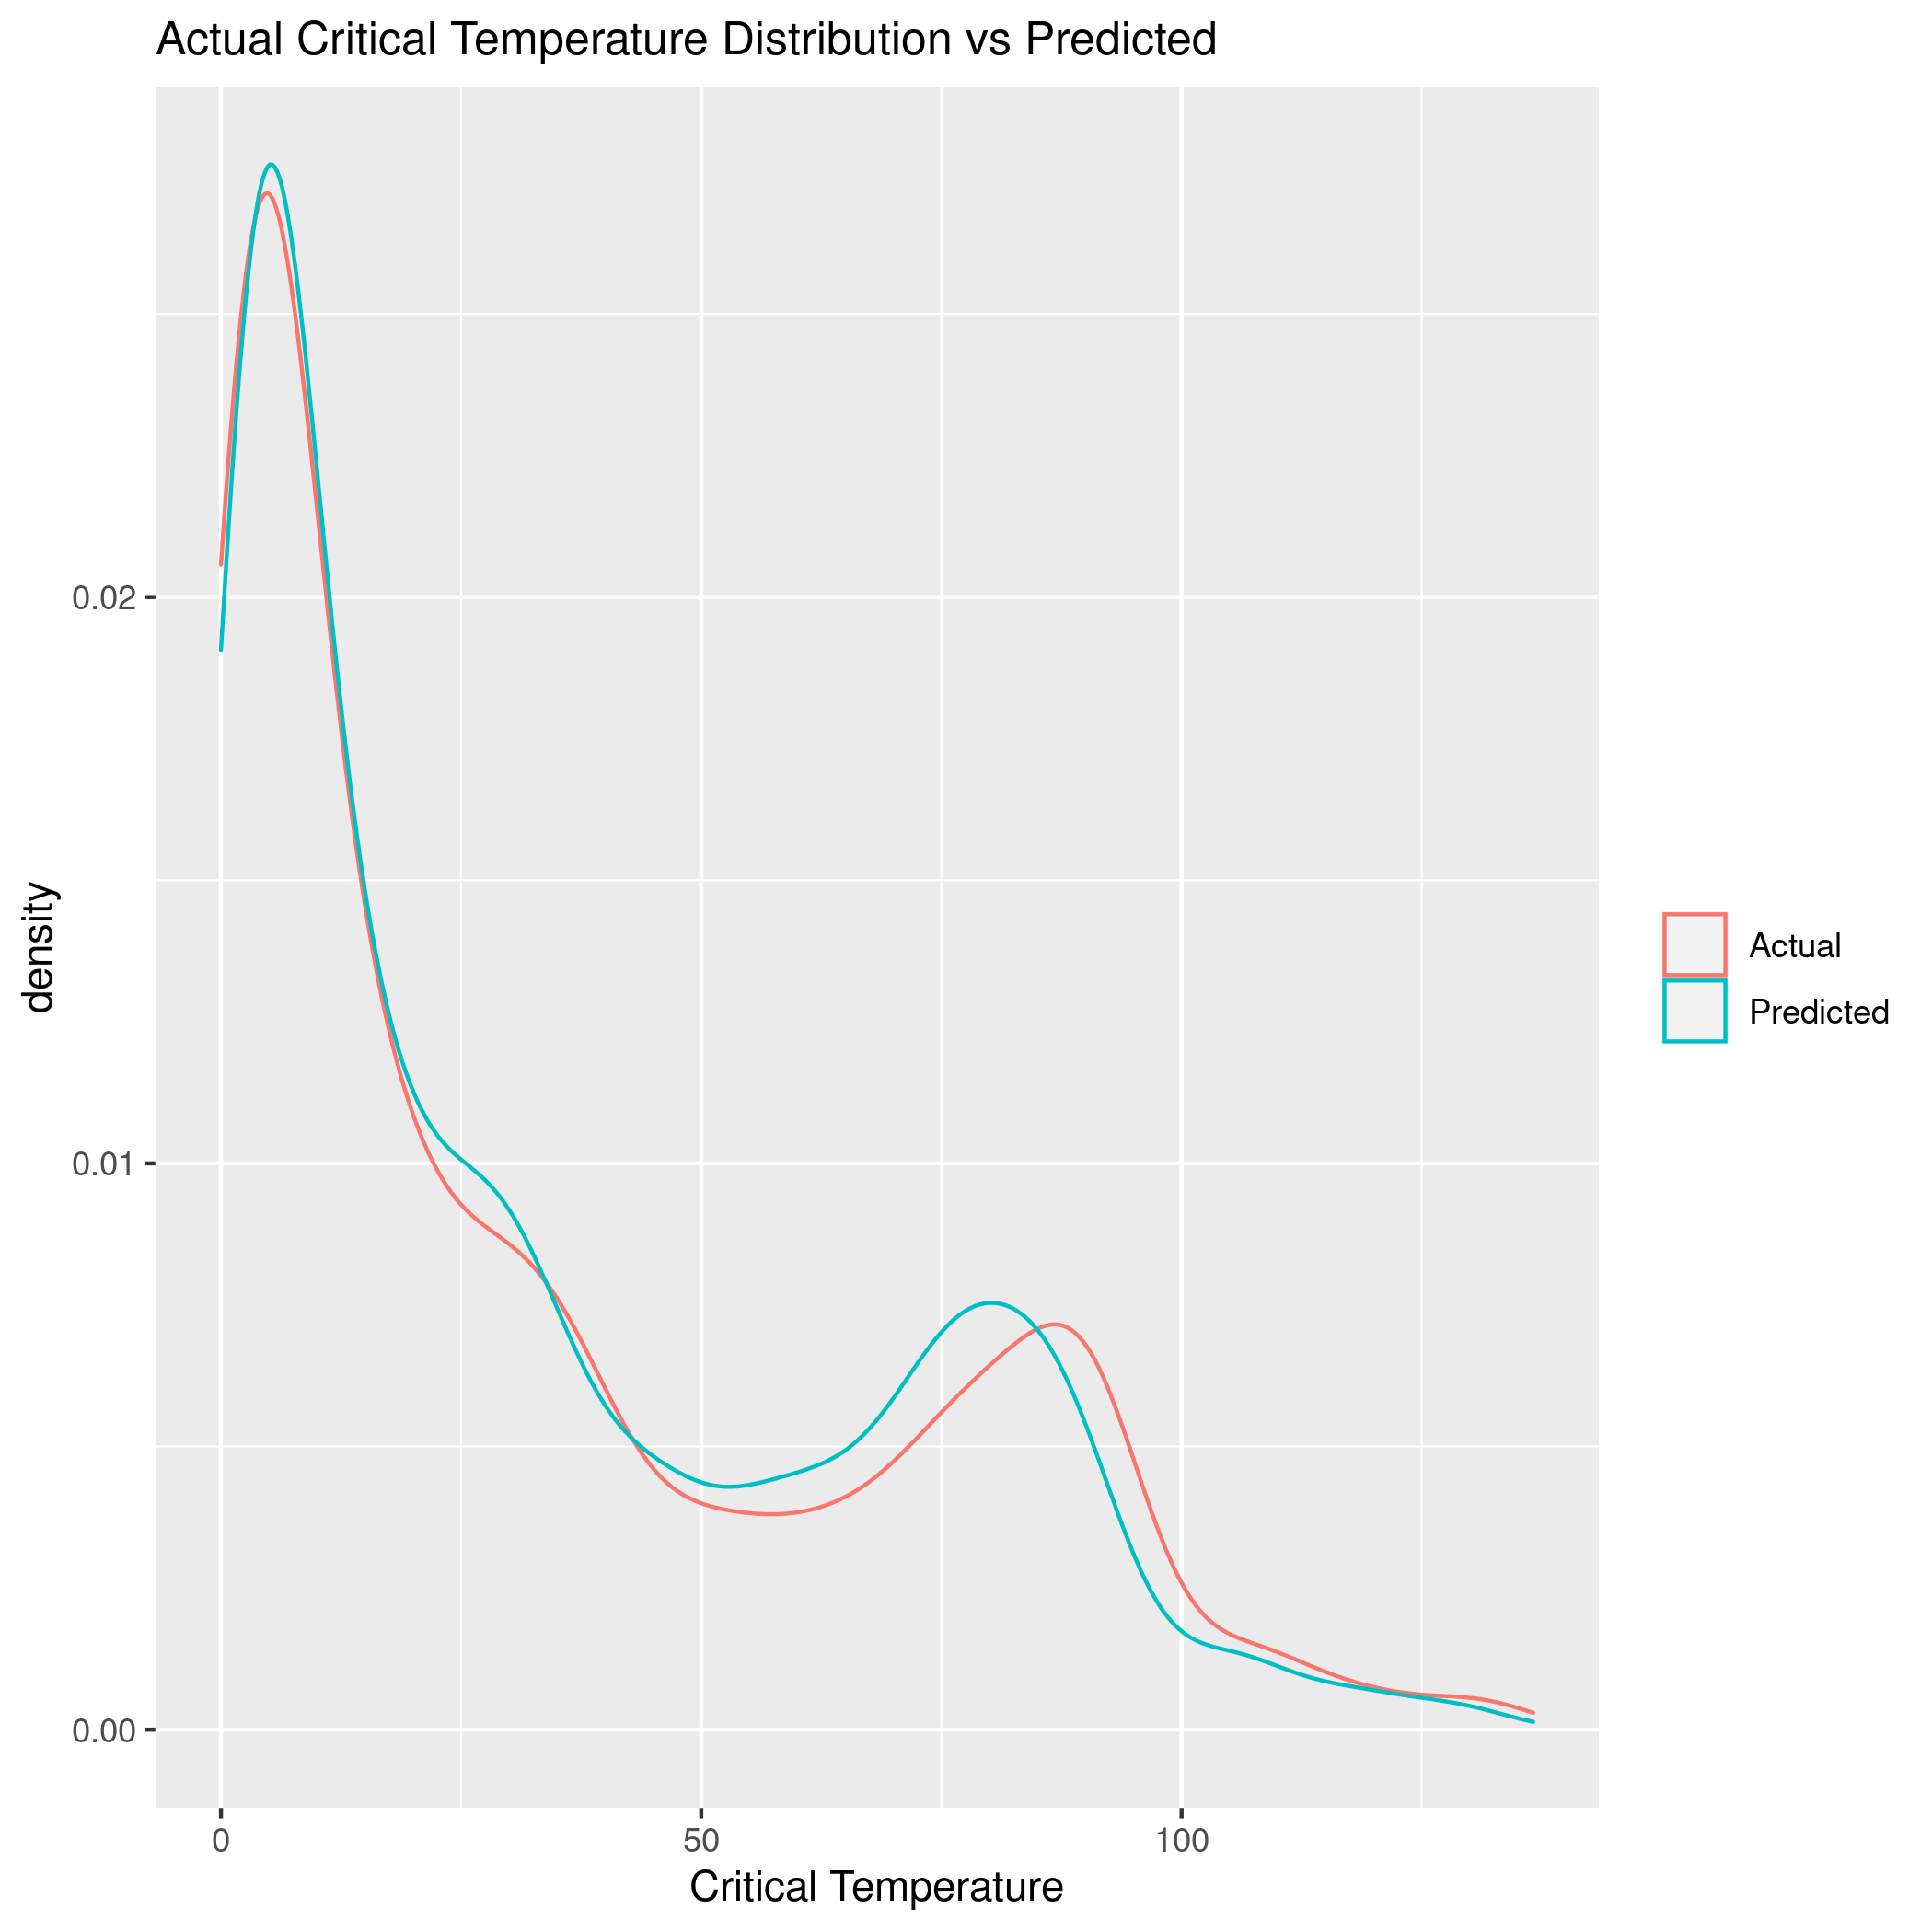 Actual Critical Temperature Distribution vs Predicted
density
0.02
0.01
0.00
0 50 100
Critical Temperature
Actual
Predicted